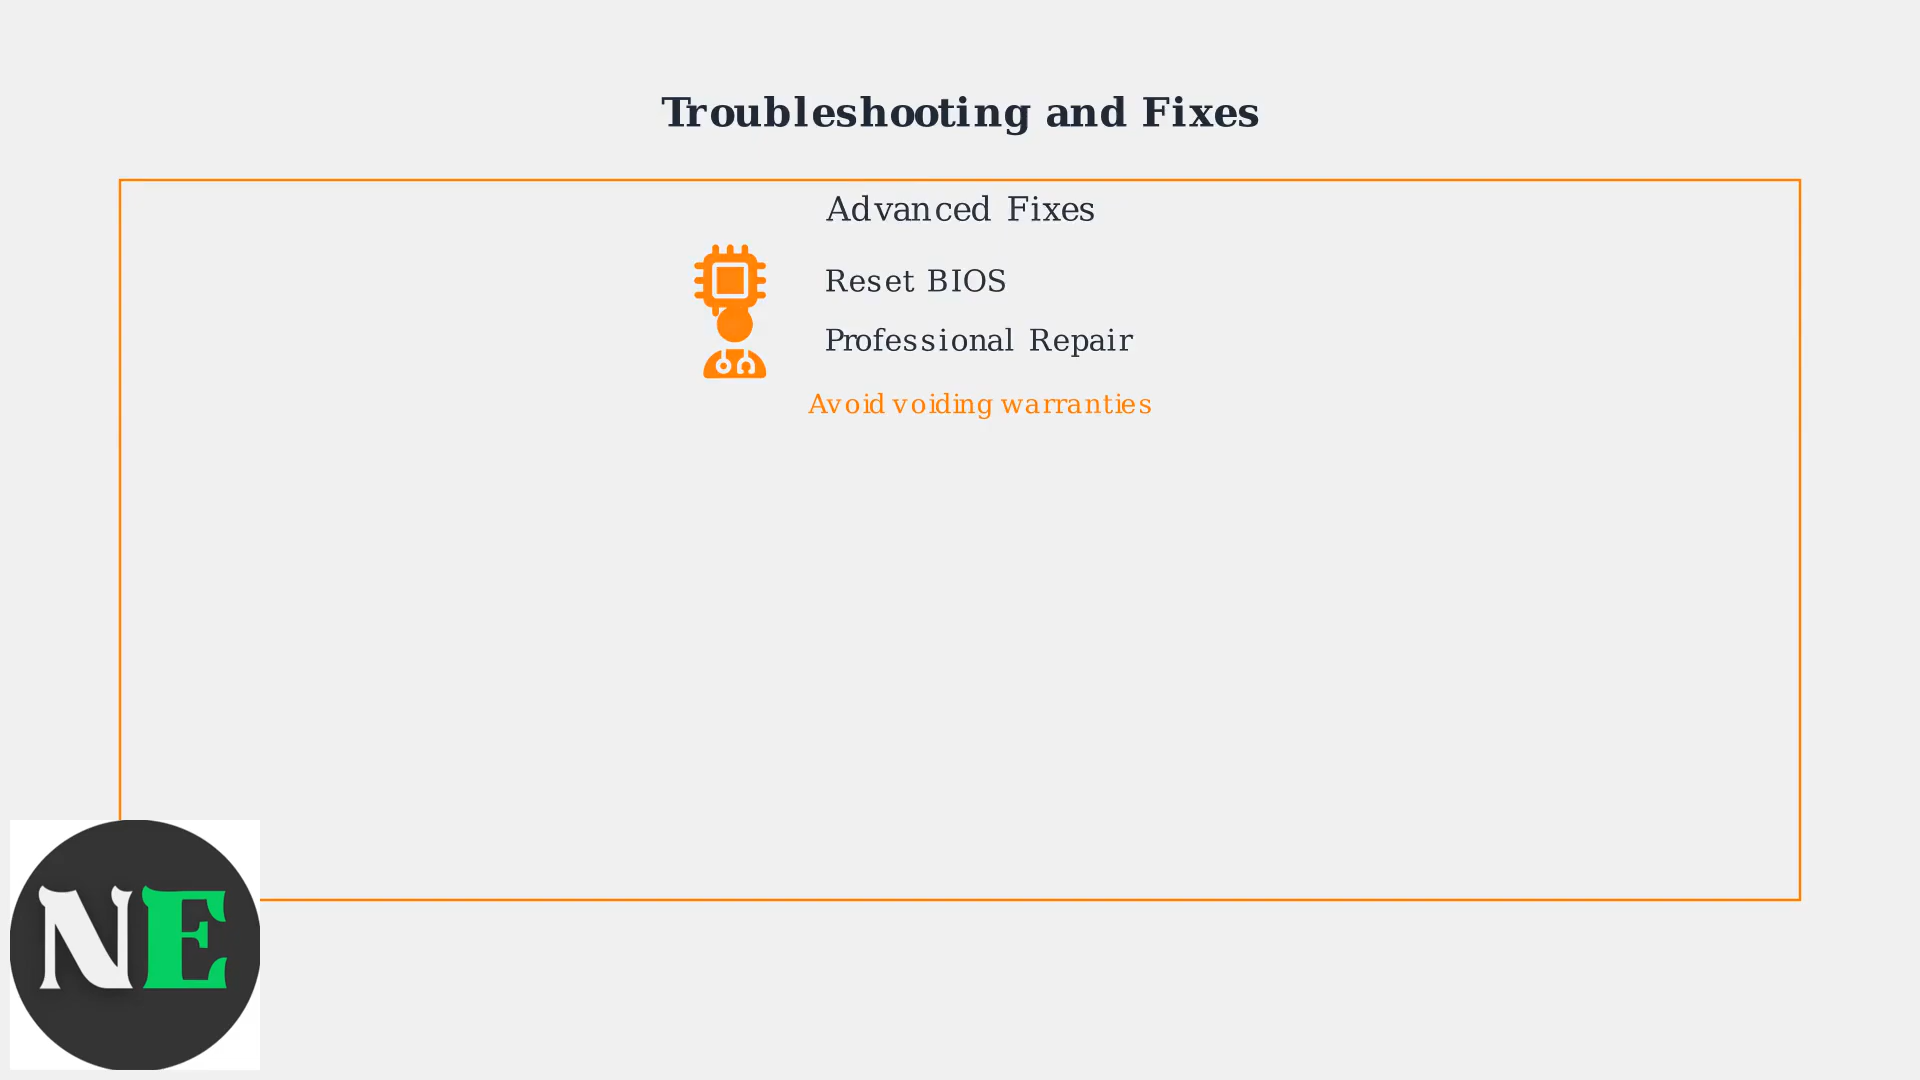 Troubleshooting and Fixes
Advanced Fixes
Reset BIOS
Professional Repair
Avoid voiding warranties
NE